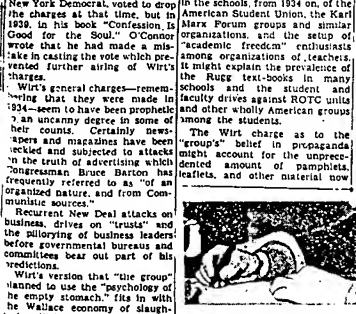 New York Democrat, voted to drop
the charges at that time, but in
1939, in his book "Confession Is
Good for the Soul." O'Connor
wrote that he had made a mis-
take in casting the vote which pre-
vented further airing of Wirt's
charges.
Wirt's general charges—remem-
bering that they were made in
1934—seem to have been prophetic
to an uncanny degree in some of
their counts. Certainly news-
papers and magazines have been
heckled and subjected to attacks
on the truth of advertising which
Congressman Bruce Barton has
frequently referred to as "of an
organized nature, and from Com-
munistic sources."
Recurrent New Deal attacks on
business, drives on "trusts" and
the pillorying of business leaders
before governmental bureaus and
committees bear out part of his
predictions.
Wirt's version that "the group"
planned to use the "psychology of
the empty stomach," fits in with
the Wallace economy of slaugh-
in the schools, from 1934 on, of the
American Student Union, the Karl
Marx Forum groups and similar
organizations, and the setup of
"academic freedom" enthusiasts
among organizations of teachers.
It might explain the prevalence of
the Rugg text-books in many
schools and the student and
faculty drives against ROTC units
and other wholly American groups
among the students.
The Wirt charge as to the
"group's" belief in propaganda
might account for the unprece-
dented amount of pamphlets,
leaflets, and other material now